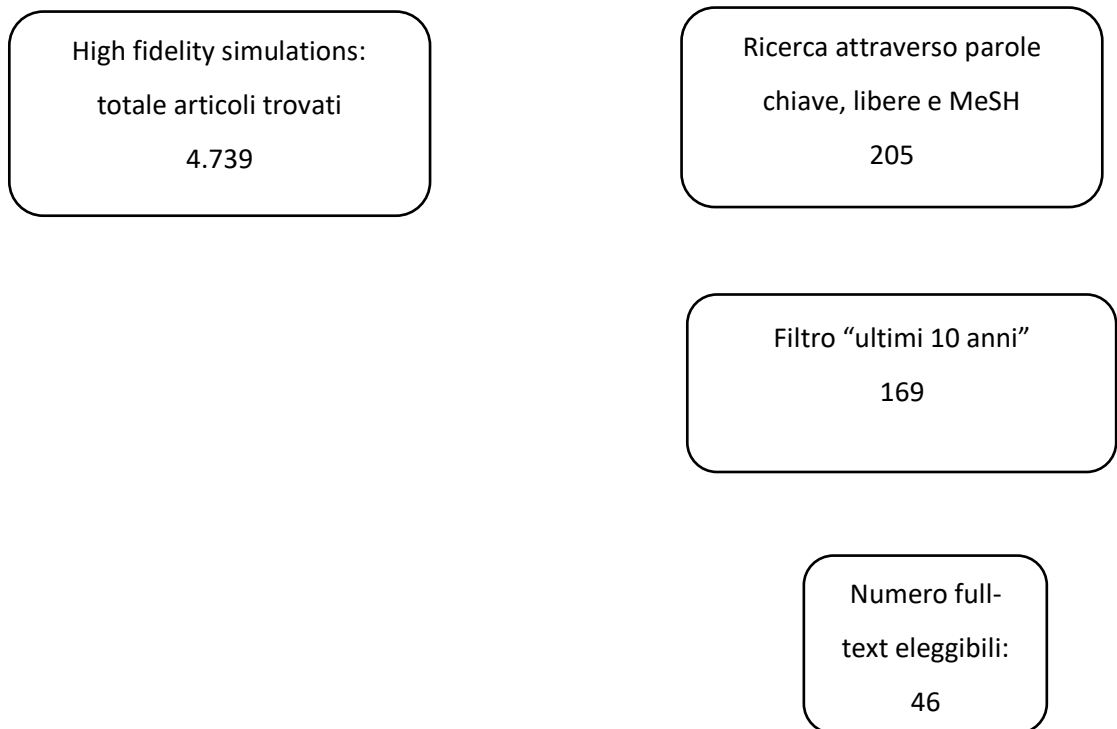 High fidelity simulations:
totale articoli trovati
4.739
Ricerca attraverso parole
chiave, libere e MeSH
205
Filtro “ultimi 10 anni”
169
Numero full-
text eleggibili:
46